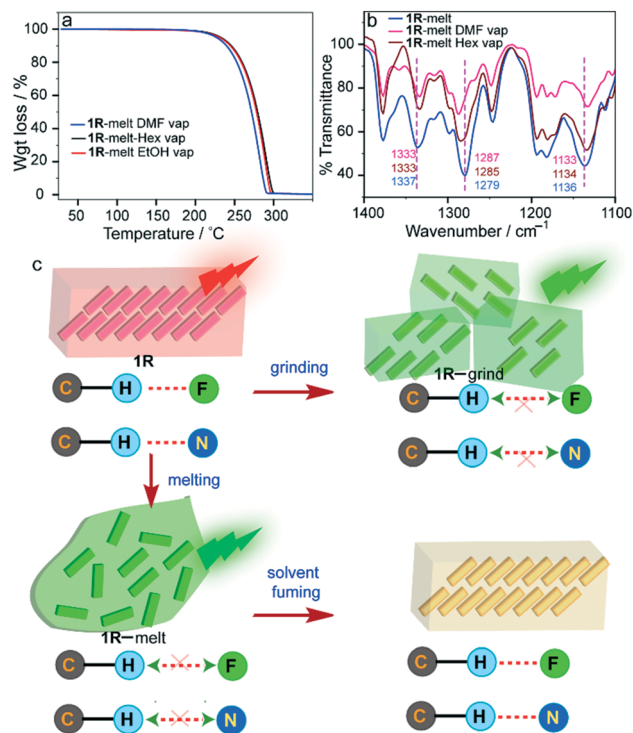 a
Wgt loss / %
100
80
60
40
20
0
1R-melt DMF vap
1R-melt-Hex vap
1R-melt EtOH vap
50 100 150 200 250 300 350
Temperature / °C
b
% Transmittance
100
80
60
40
1R-melt
1R-melt DMF vap
1R-melt Hex vap
1333 1287 1133
1333 1285 1134
1337 1279 1136
1400 1300 1200 1100
Wavenumber / cm⁻¹
c
1R
C H F
C H N
grinding
1R–grind
C H F
C H N
melting
1R–melt
C H F
C H N
solvent
fuming
C H F
C H N